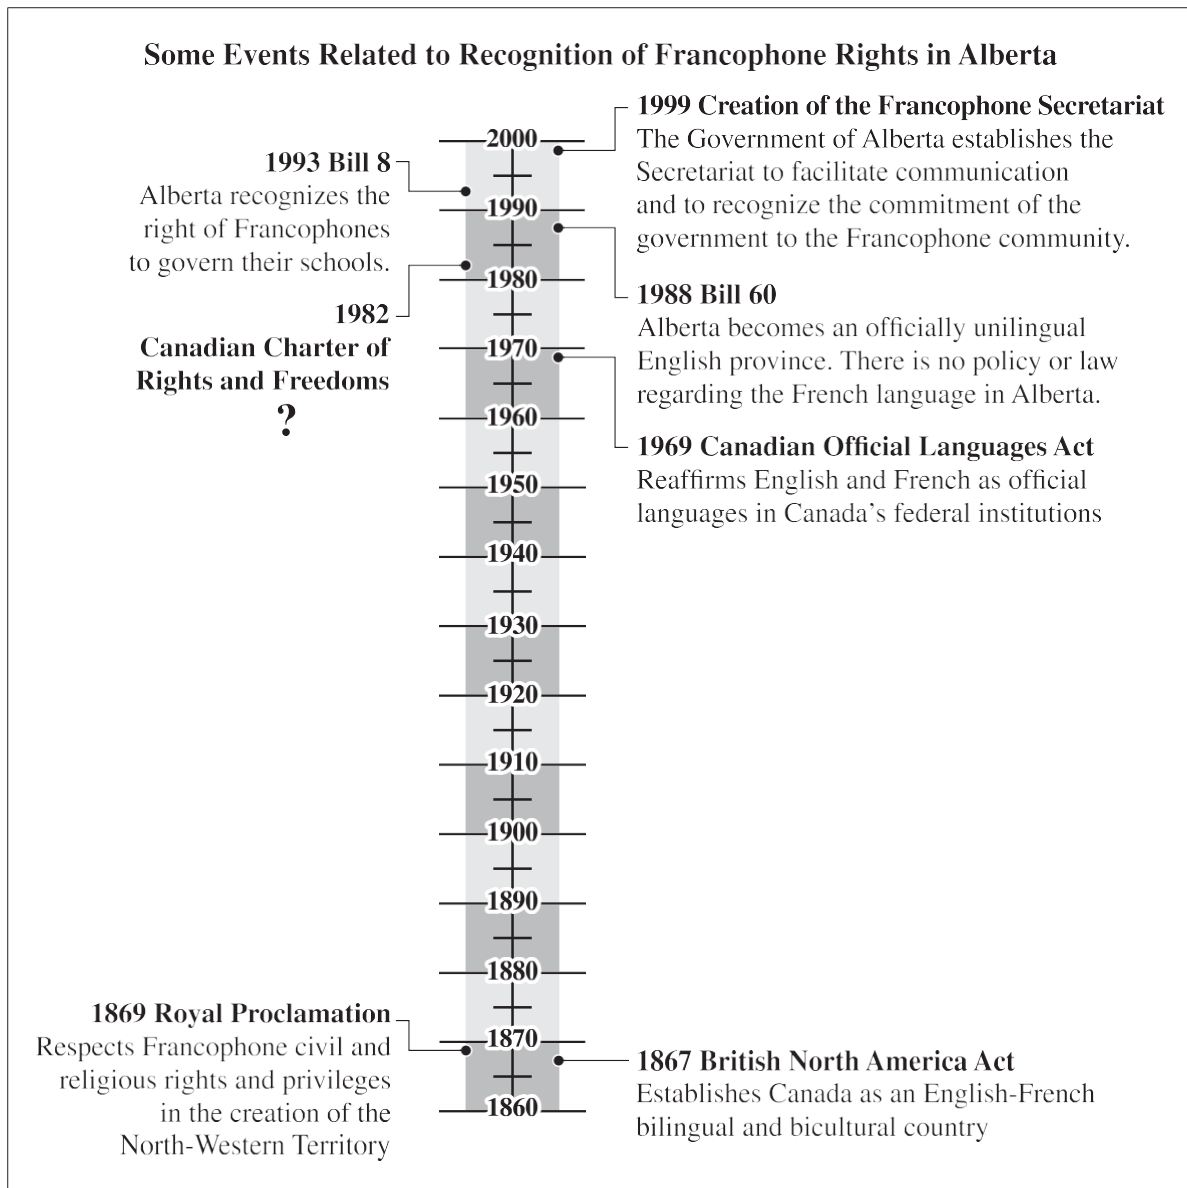 Some Events Related to Recognition of Francophone Rights in Alberta
1999 Creation of the Francophone Secretariat
The Government of Alberta establishes the
Secretariat to facilitate communication
and to recognize the commitment of the
government to the Francophone community.
1993 Bill 8
Alberta recognizes the
right of Francophones
to govern their schools.
1988 Bill 60
Alberta becomes an officially unilingual
English province. There is no policy or law
regarding the French language in Alberta.
1982
Canadian Charter of
Rights and Freedoms
?
1969 Canadian Official Languages Act
Reaffirms English and French as official
languages in Canada's federal institutions
2000
1990
1980
1970
1960
1950
1940
1930
1920
1910
1900
1890
1880
1870
1860
1869 Royal Proclamation
Respects Francophone civil and
religious rights and privileges
in the creation of the
North-Western Territory
1867 British North America Act
Establishes Canada as an English-French
bilingual and bicultural country